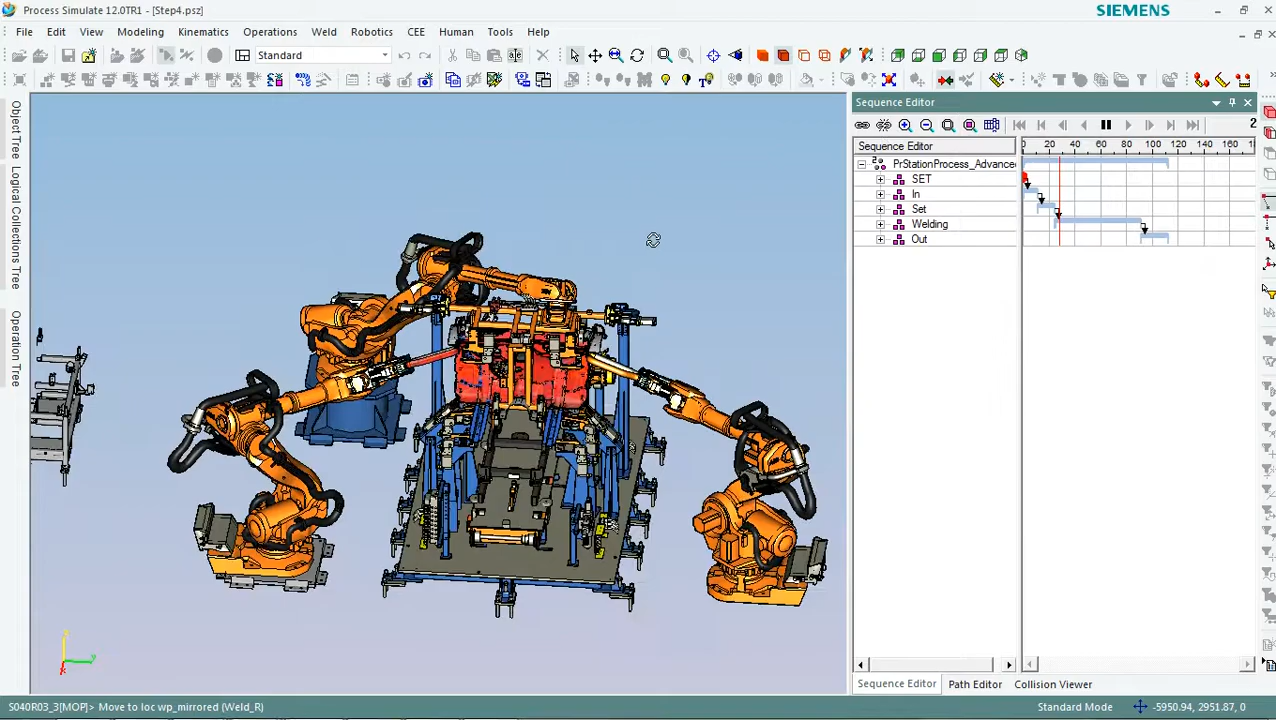 Process Simulate 12.0TR1 - [Step4.psz]
SIEMENS
File Edit View Modeling Kinematics Operations Weld Robotics CEE Human Tools Help
Standard
Object Tree
Logical Collections Tree
Operation Tree
Sequence Editor
2
Sequence Editor
0 20 40 60 80 100 120 140 160 18
PrStationProcess_Advance
SET
In
Set
Welding
Out
Sequence Editor Path Editor Collision Viewer
S040R03_3[MOP]> Move to loc wp_mirrored (Weld_R)
Standard Mode
-5950.94, 2951.87, 0